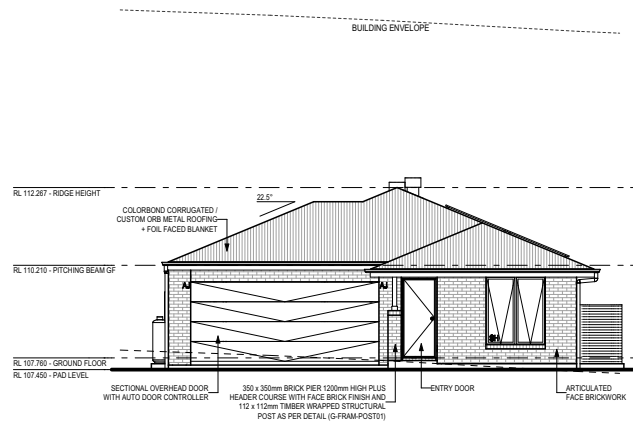 BUILDING ENVELOPE
RL 112.267 - RIDGE HEIGHT
22.5°
COLORBOND CORRUGATED /
CUSTOM ORB METAL ROOFING
+ FOIL FACED BLANKET
RL 110.210 - PITCHING BEAM GF
AJ
AJ
RL 107.760 - GROUND FLOOR
RL 107.450 - PAD LEVEL
SECTIONAL OVERHEAD DOOR
WITH AUTO DOOR CONTROLLER
350 x 350mm BRICK PIER 1200mm HIGH PLUS
HEADER COURSE WITH FACE BRICK FINISH AND
112 x 112mm TIMBER WRAPPED STRUCTURAL
POST AS PER DETAIL (G-FRAM-POST01)
ENTRY DOOR
ARTICULATED
FACE BRICKWORK